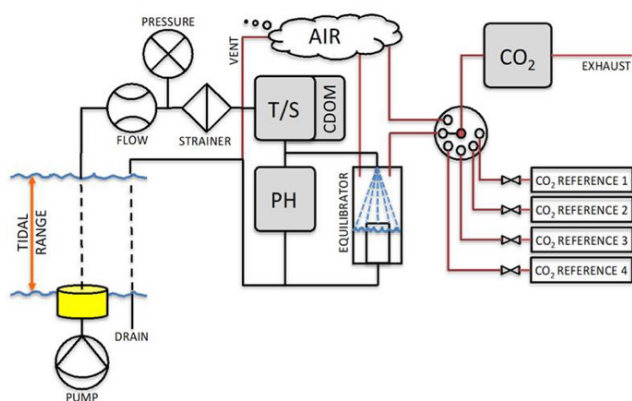 PRESSURE
VENT
AIR
CO2
EXHAUST
FLOW
STRAINER
T/S
CDOM
PH
EQUILIBRATOR
TIDAL
RANGE
CO2 REFERENCE 1
CO2 REFERENCE 2
CO2 REFERENCE 3
CO2 REFERENCE 4
DRAIN
PUMP